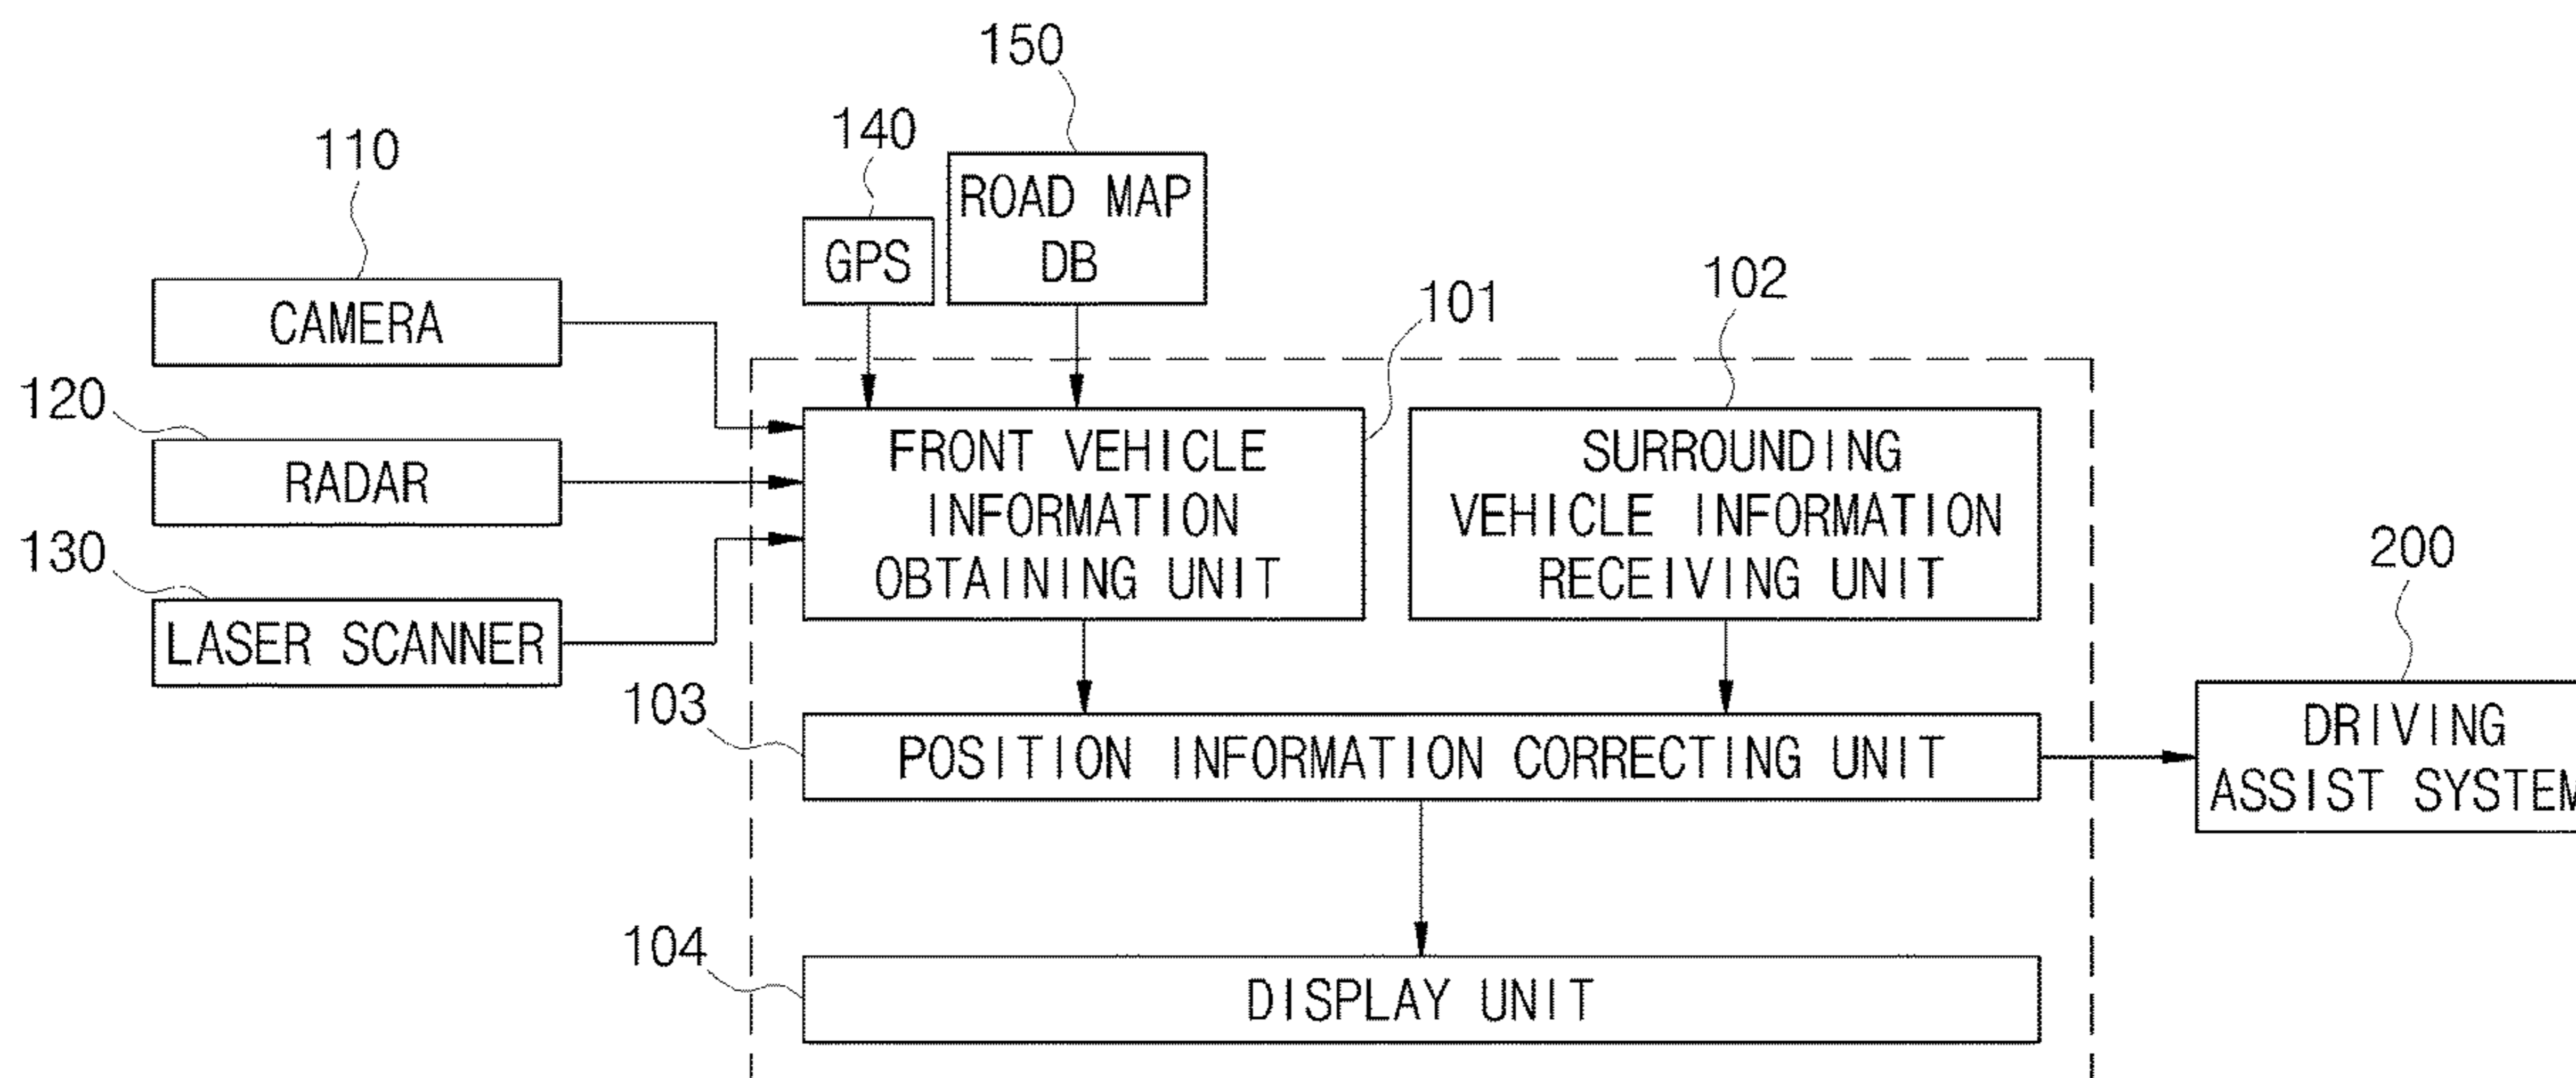 150
140
110
ROAD MAP
DB
GPS
102
101
CAMERA
120
RADAR
FRONT VEHICLE
INFORMATION
OBTAINING UNIT
SURROUNDING
VEHICLE INFORMATION
RECEIVING UNIT
130
LASER SCANNER
200
103
POSITION INFORMATION CORRECTING UNIT
DRIVING
ASSIST SYSTEM
104
DISPLAY UNIT